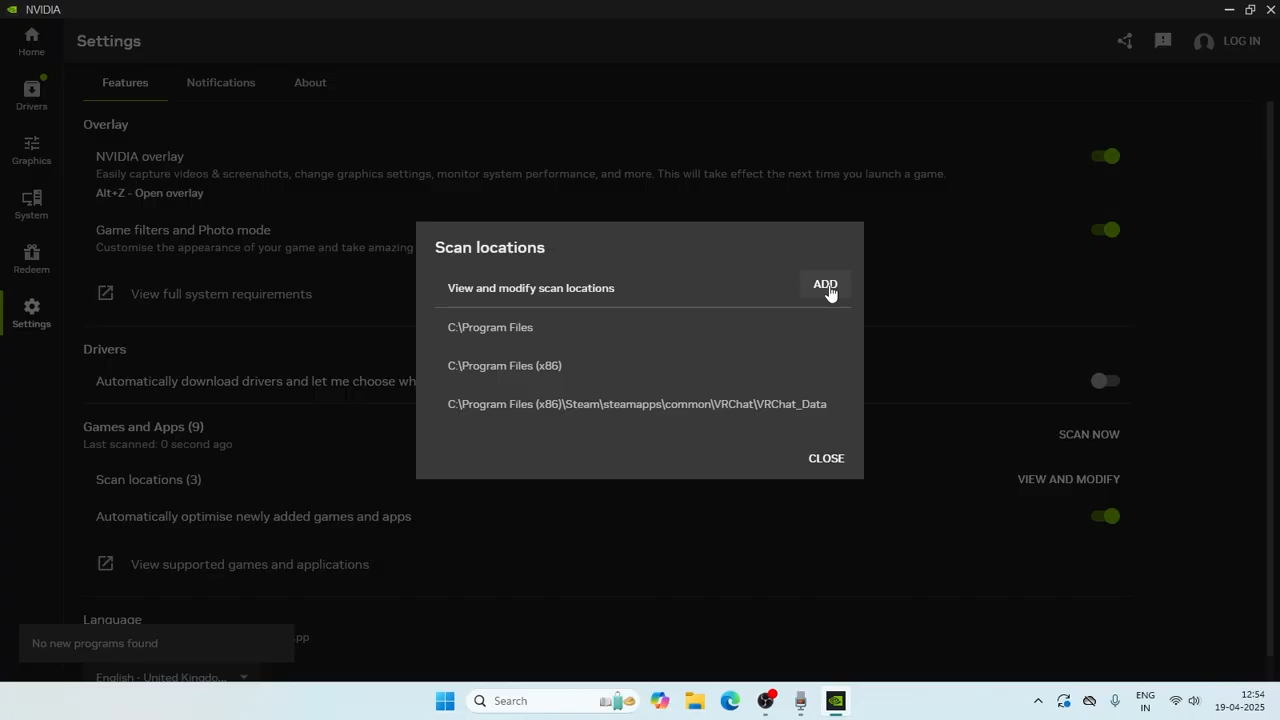 NVIDIA
Home
Drivers
Graphics
System
Redeem
Settings
Settings
LOG IN
Features
Notifications
About
Overlay
NVIDIA overlay
Easily capture videos & screenshots, change graphics settings, monitor system performance, and more. This will take effect the next time you launch a game.
Alt+Z - Open overlay
Game filters and Photo mode
Customise the appearance of your game and take amazing
View full system requirements
Drivers
Automatically download drivers and let me choose wh
Games and Apps (9)
Last scanned: 0 second ago
SCAN NOW
Scan locations (3)
VIEW AND MODIFY
Automatically optimise newly added games and apps
View supported games and applications
Language
pp
English - United Kingdo...
Scan locations
View and modify scan locations
ADD
C:\Program Files
C:\Program Files (x86)
C:\Program Files (x86)\Steam\steamapps\common\VRChat\VRChat_Data
CLOSE
No new programs found
Search
ENG
IN
12:54
19-04-2025